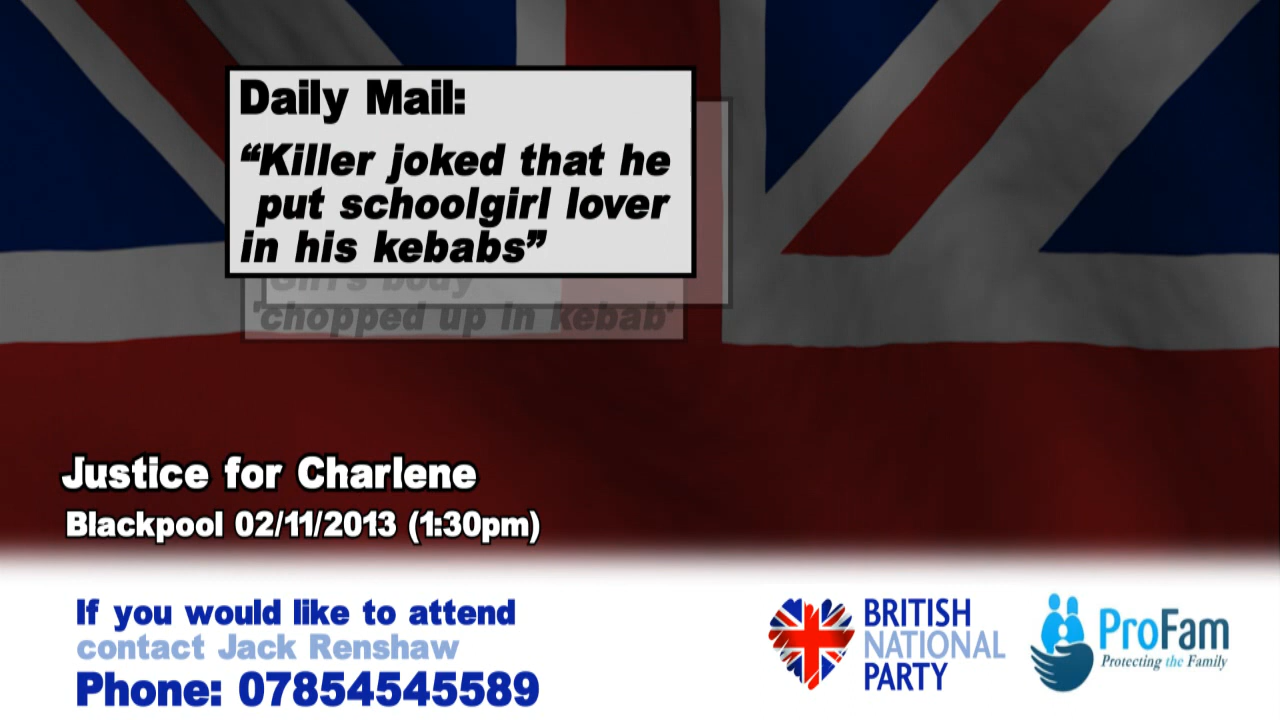 Daily Mail:
“Killer joked that he
put schoolgirl lover
in his kebabs”
Girl's body
'chopped up in kebab'
Justice for Charlene
Blackpool 02/11/2013 (1:30pm)
If you would like to attend
contact Jack Renshaw
Phone: 07854545589
BRITISH
NATIONAL
PARTY
ProFam
Protecting the Family